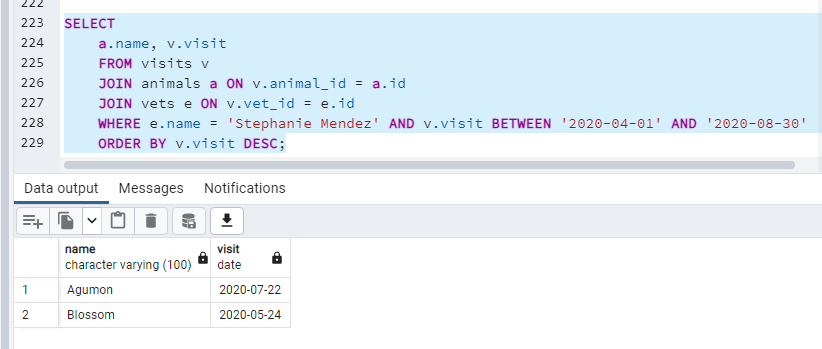 222
223 SELECT
224 a.name, v.visit
225 FROM visits v
226 JOIN animals a ON v.animal_id = a.id
227 JOIN vets e ON v.vet_id = e.id
228 WHERE e.name = 'Stephanie Mendez' AND v.visit BETWEEN '2020-04-01' AND '2020-08-30'
229 ORDER BY v.visit DESC;
Data output Messages Notifications
name visit
character varying (100) date
1 Agumon 2020-07-22
2 Blossom 2020-05-24